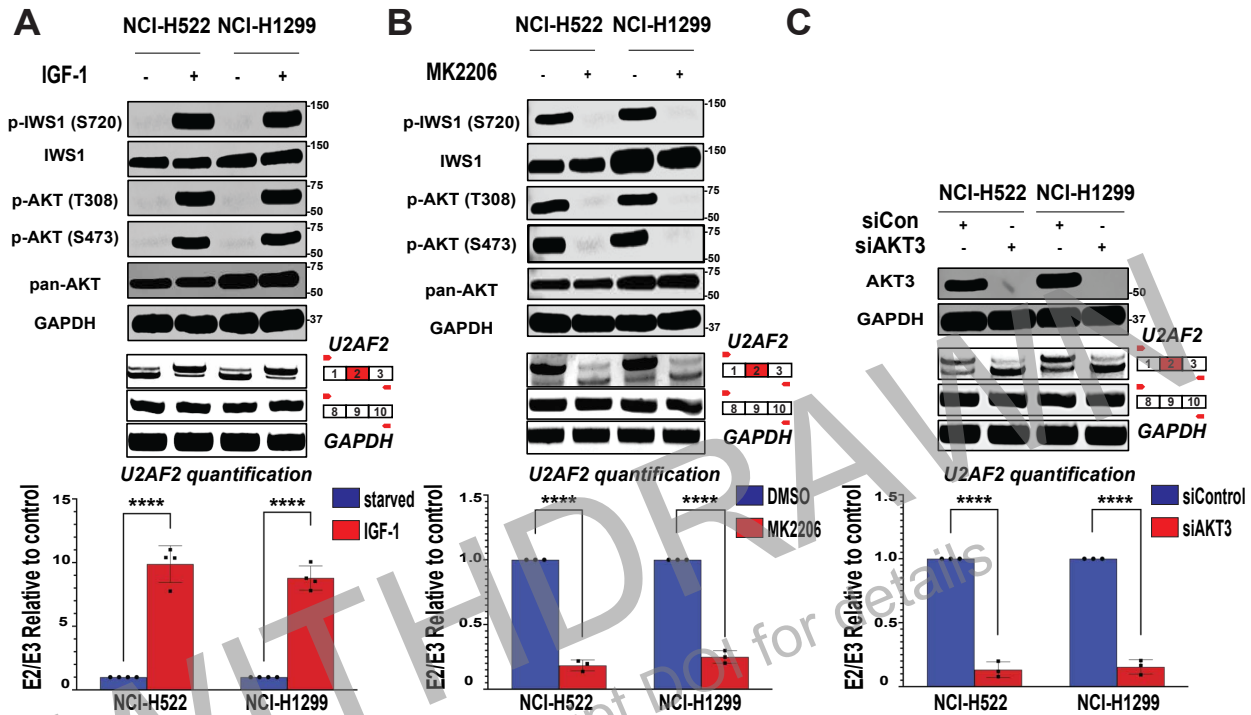 A
NCI-H522 NCI-H1299
IGF-1 - + - +
p-IWS1 (S720) -150
IWS1 -150
p-AKT (T308) -75
50
p-AKT (S473) -75
50
pan-AKT -75
50
GAPDH -37
U2AF2
1 2 3
8 9 10
GAPDH
U2AF2 quantification
starved
IGF-1
E2/E3 Relative to control
15
10
5
1
0
**** ****
NCI-H522 NCI-H1299
B
NCI-H522 NCI-H1299
MK2206 - + - +
p-IWS1 (S720) -150
IWS1 -150
p-AKT (T308) -75
50
p-AKT (S473) -75
50
pan-AKT -75
50
GAPDH -37
U2AF2
1 2 3
8 9 10
GAPDH
U2AF2 quantification
DMSO
MK2206
E2/E3 Relative to control
1.5
1.0
0.5
0
**** ****
NCI-H522 NCI-H1299
C
NCI-H522 NCI-H1299
siCon + - + -
siAKT3 - + - +
AKT3 -50
GAPDH -37
U2AF2
1 2 3
8 9 10
GAPDH
U2AF2 quantification
siControl
siAKT3
E2/E3 Relative to control
1.5
1.0
0.5
0
**** ****
NCI-H522 NCI-H1299
WITHDRAWN
DOI for details